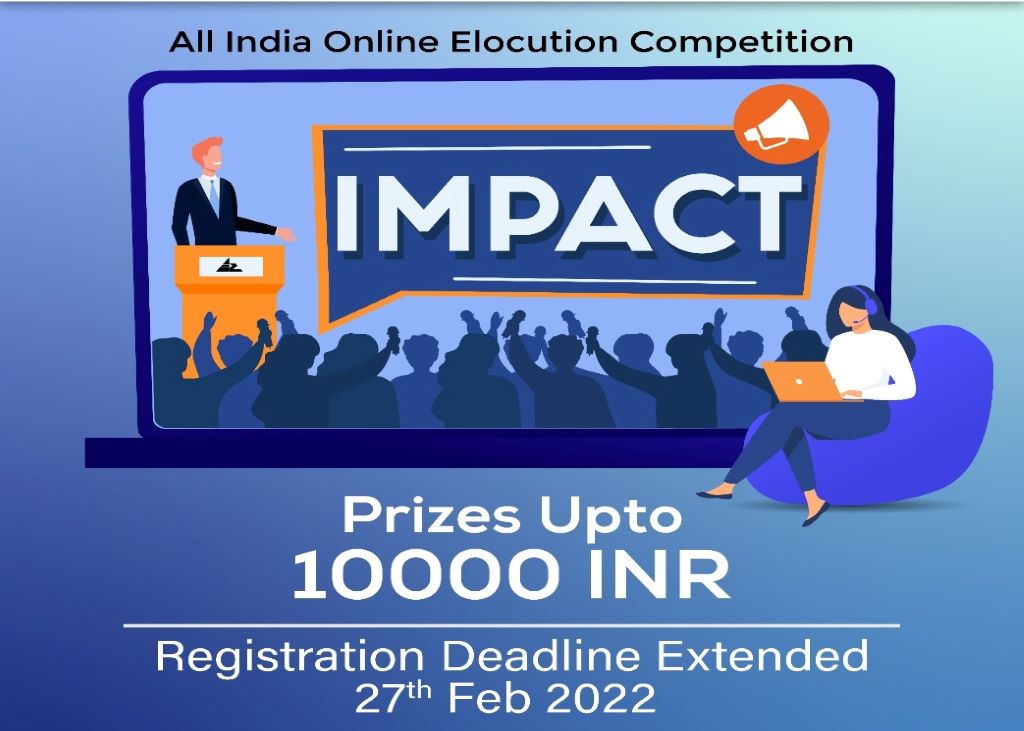 All India Online Elocution Competition
IMPACT
Prizes Upto
10000 INR
Registration Deadline Extended
27th Feb 2022